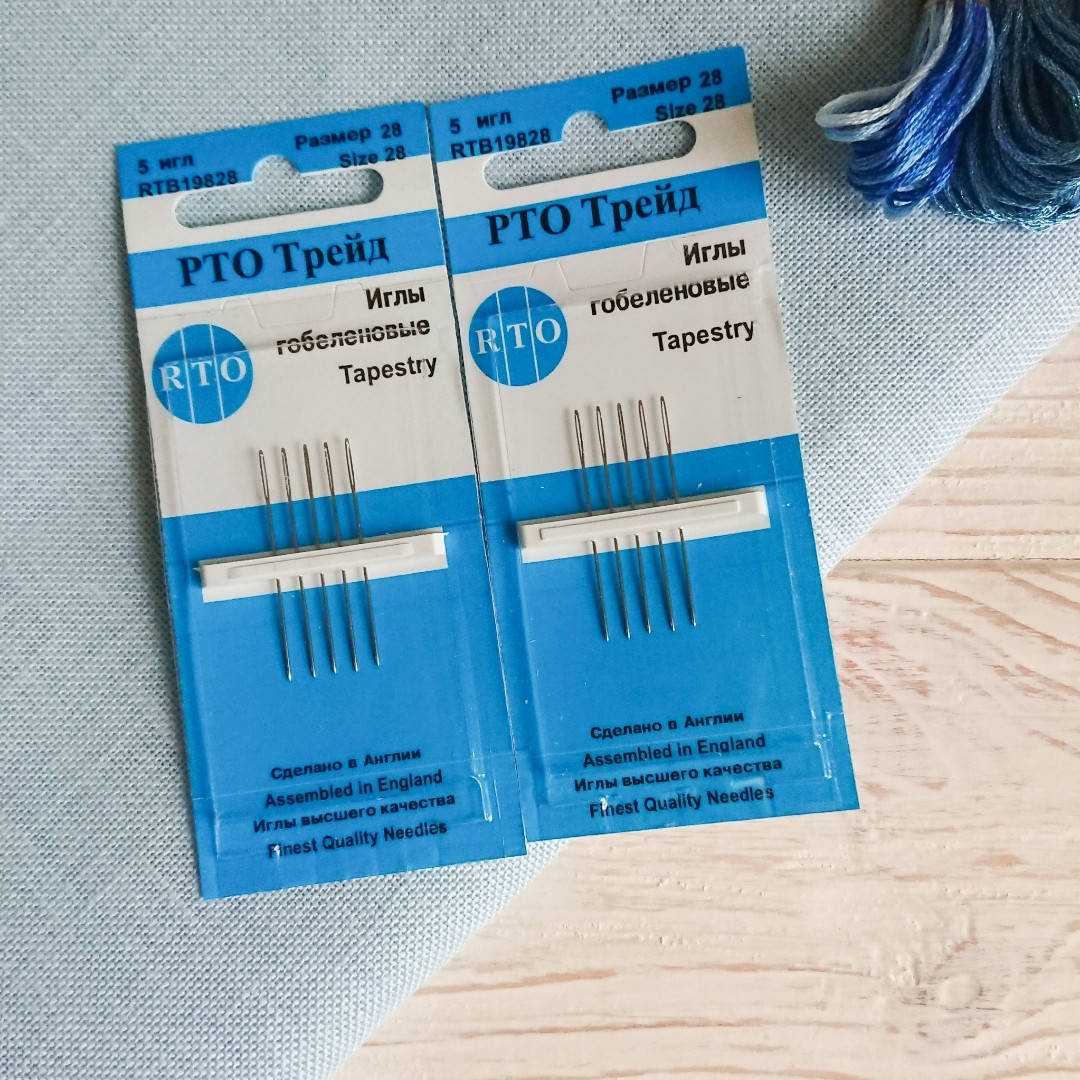 5 игл
RTB19828
Размер 28
Size 28
РТО Трейд
Иглы
гобеленовые
Tapestry
RTO
Сделано в Англии
Assembled in England
Иглы высшего качества
Finest Quality Needles
5 игл
RTB19828
Размер 28
Size 28
РТО Трейд
Иглы
гобеленовые
Tapestry
RTO
Сделано в Англии
Assembled in England
Иглы высшего качества
Finest Quality Needles